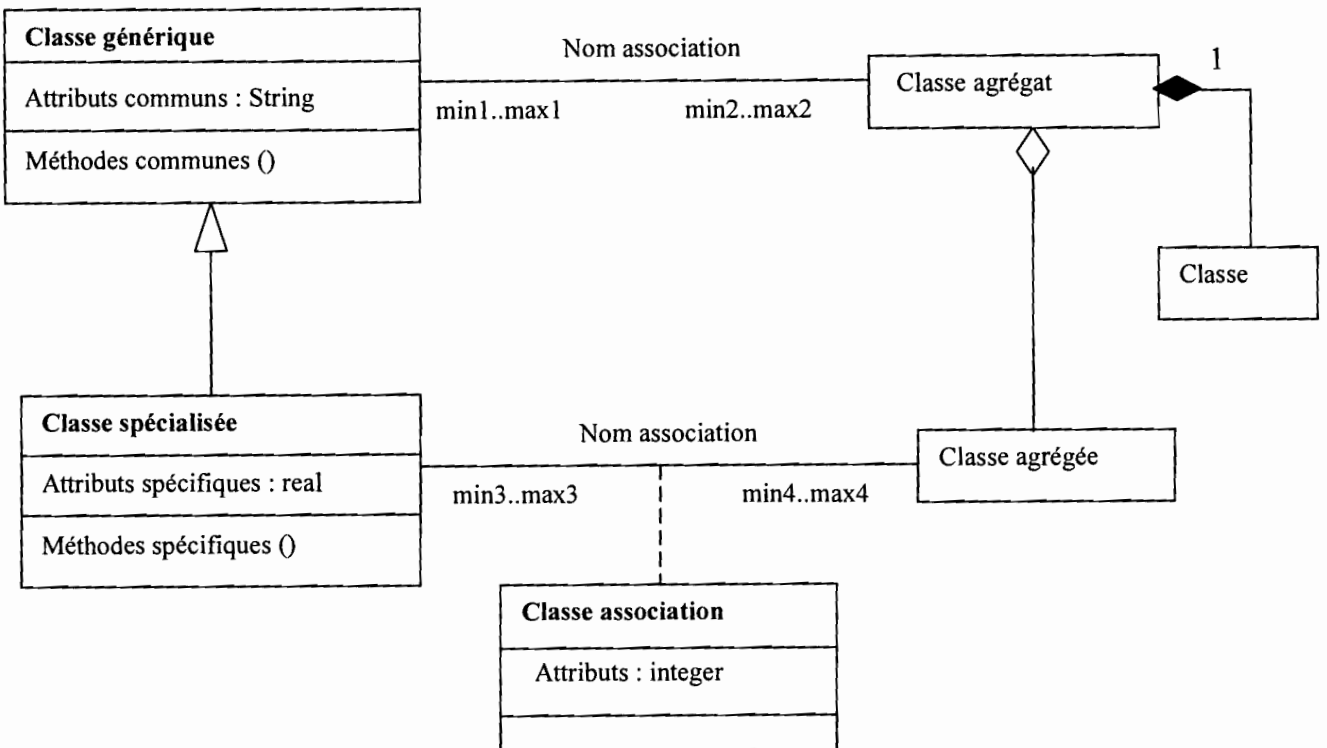 Classe générique
Attributs communs : String
Méthodes communes ()
Nom association
min1..max1
min2..max2
Classe agrégat
1
Classe
Classe spécialisée
Attributs spécifiques : real
Méthodes spécifiques ()
Nom association
min3..max3
min4..max4
Classe agrégée
Classe association
Attributs : integer